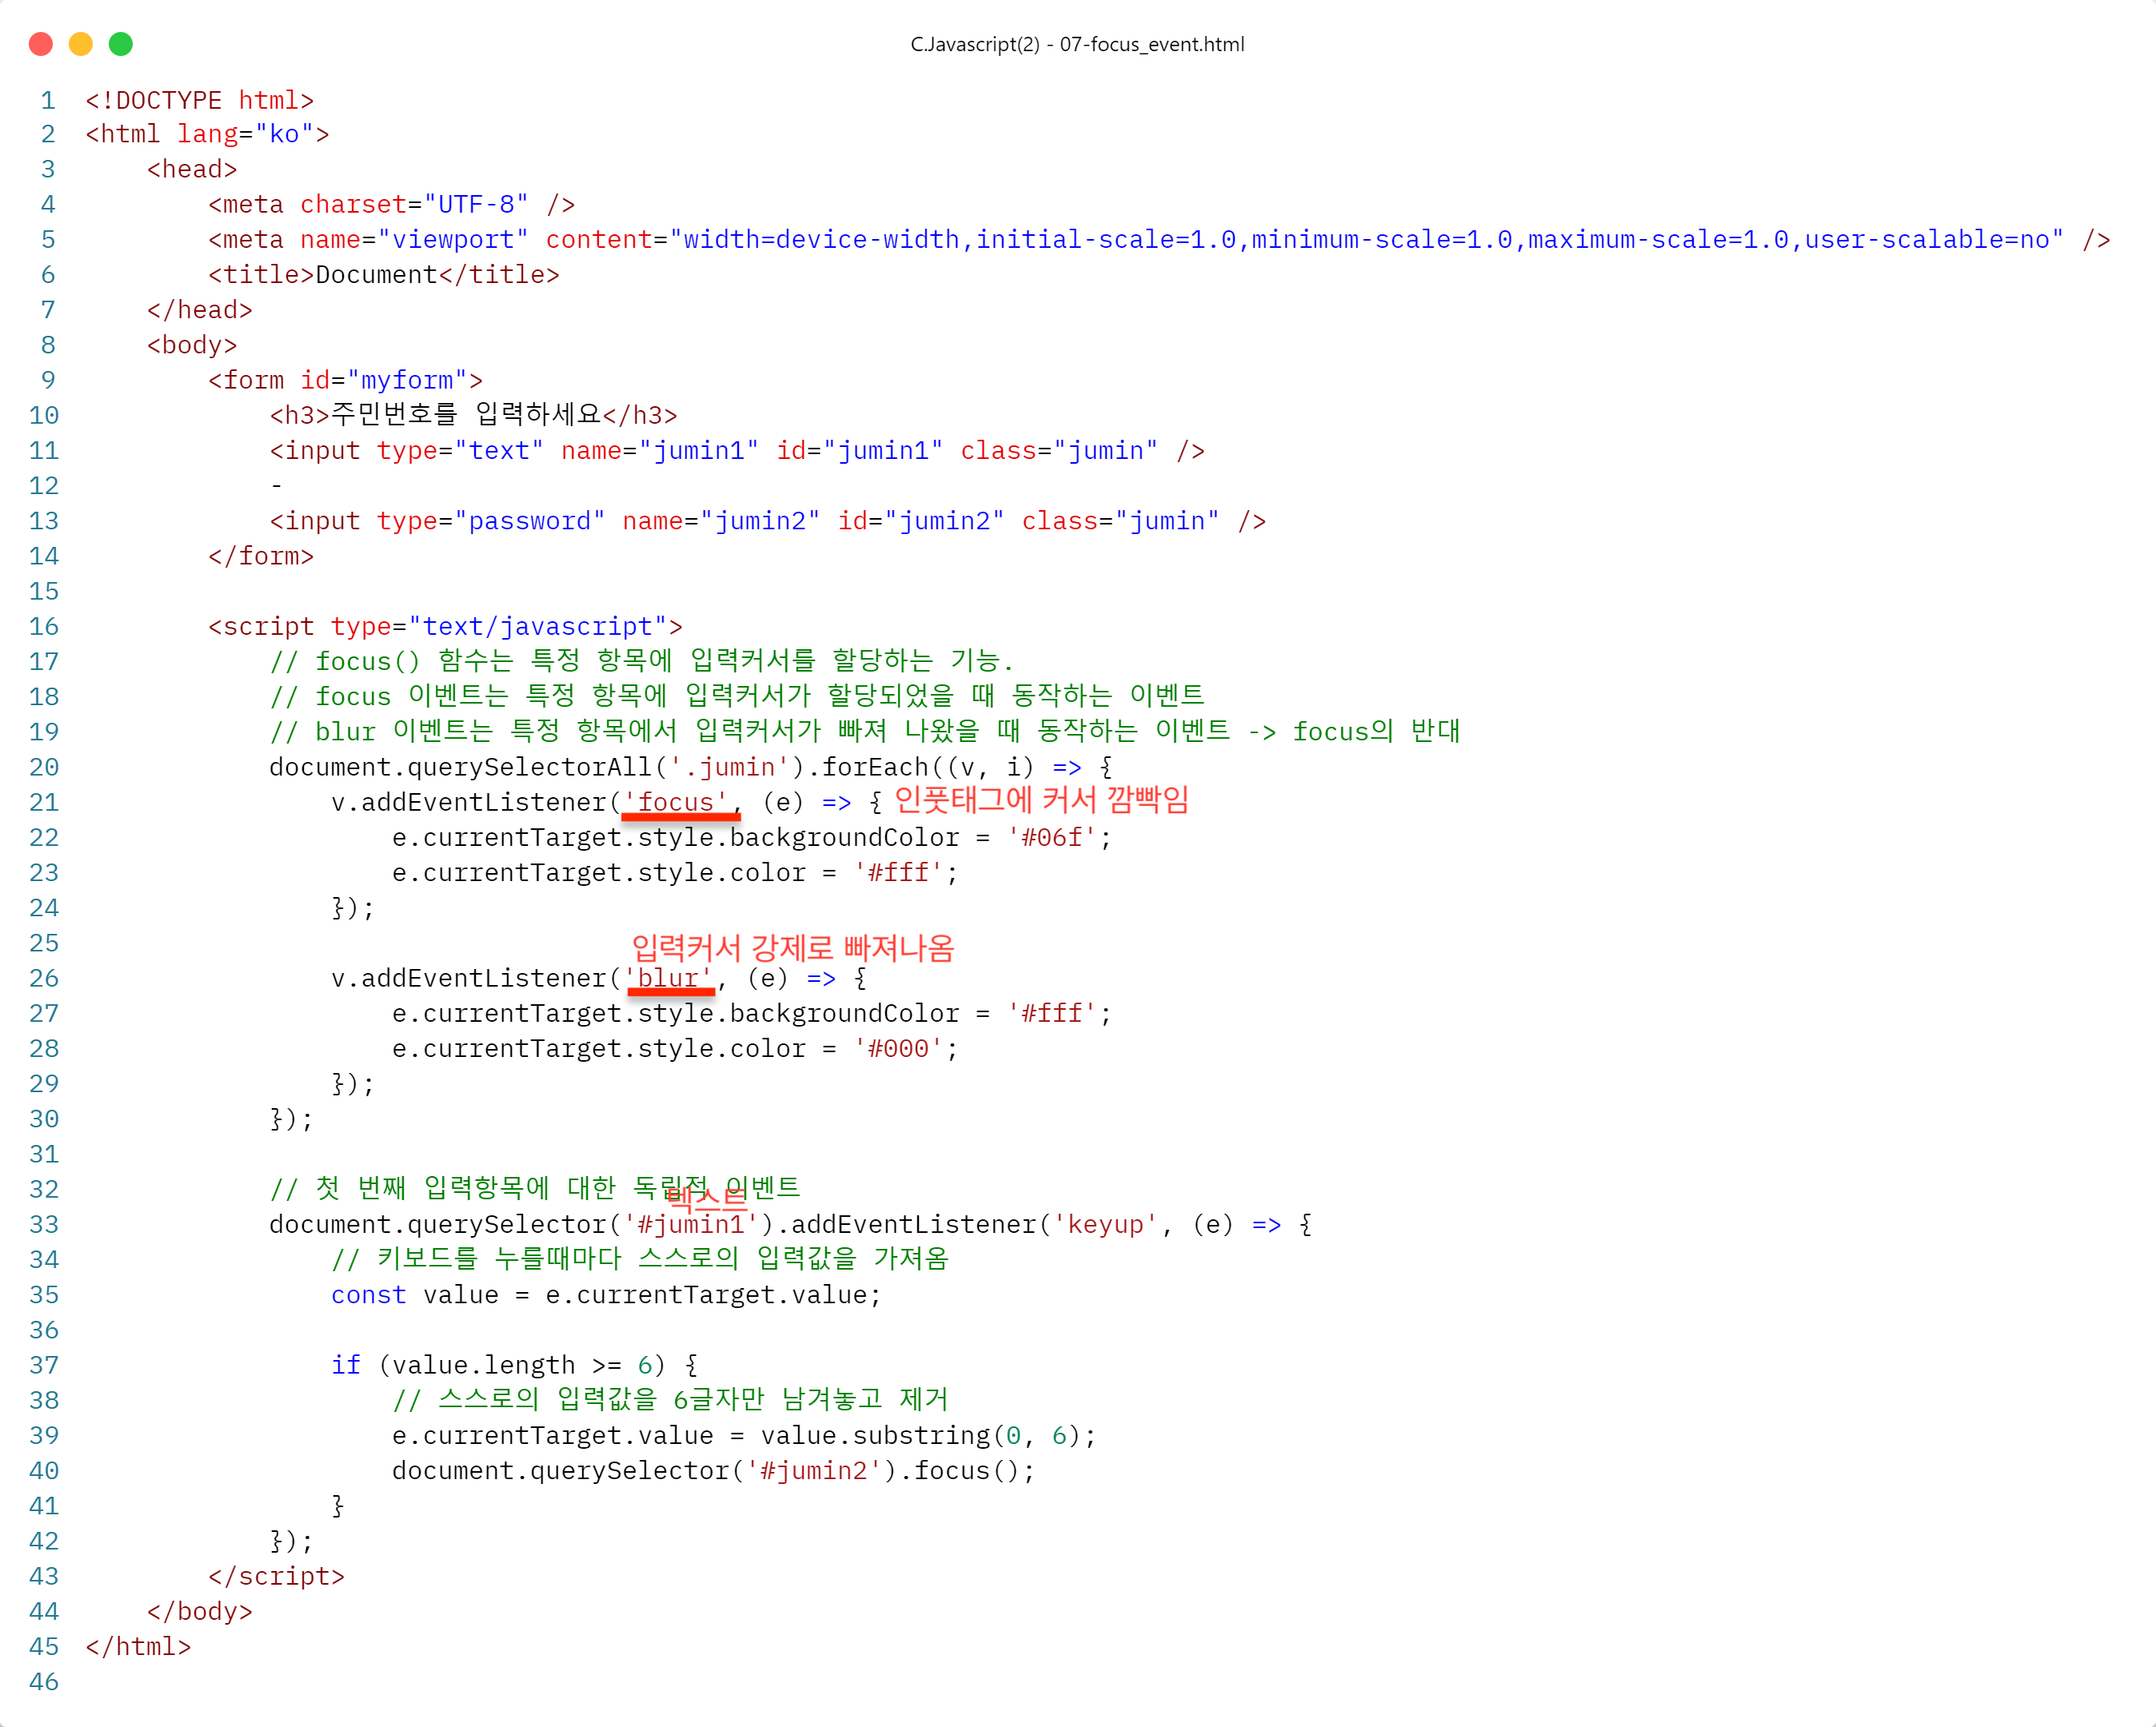 C.Javascript(2) - 07-focus_event.html
1 <!DOCTYPE html>
2 <html lang="ko">
3     <head>
4         <meta charset="UTF-8" />
5         <meta name="viewport" content="width=device-width,initial-scale=1.0,minimum-scale=1.0,maximum-scale=1.0,user-scalable=no" />
6         <title>Document</title>
7     </head>
8     <body>
9         <form id="myform">
10             <h3>주민번호를 입력하세요</h3>
11             <input type="text" name="jumin1" id="jumin1" class="jumin" />
12             -
13             <input type="password" name="jumin2" id="jumin2" class="jumin" />
14         </form>
15
16         <script type="text/javascript">
17             // focus() 함수는 특정 항목에 입력커서를 할당하는 기능.
18             // focus 이벤트는 특정 항목에 입력커서가 할당되었을 때 동작하는 이벤트
19             // blur 이벤트는 특정 항목에서 입력커서가 빠져 나왔을 때 동작하는 이벤트 -> focus의 반대
20             document.querySelectorAll('.jumin').forEach((v, i) => {
21                 v.addEventListener('focus', (e) => { 인풋태그에 커서 깜빡임
22                     e.currentTarget.style.backgroundColor = '#06f';
23                     e.currentTarget.style.color = '#fff';
24                 });
25
입력커서 강제로 빠져나옴
26                 v.addEventListener('blur', (e) => {
27                     e.currentTarget.style.backgroundColor = '#fff';
28                     e.currentTarget.style.color = '#000';
29                 });
30             });
31
32             // 첫 번째 입력항목에 대한 독립적 이벤트
텍스트
33             document.querySelector('#jumin1').addEventListener('keyup', (e) => {
34                 // 키보드를 누를때마다 스스로의 입력값을 가져옴
35                 const value = e.currentTarget.value;
36
37                 if (value.length >= 6) {
38                     // 스스로의 입력값을 6글자만 남겨놓고 제거
39                     e.currentTarget.value = value.substring(0, 6);
40                     document.querySelector('#jumin2').focus();
41                 }
42             });
43         </script>
44     </body>
45 </html>
46